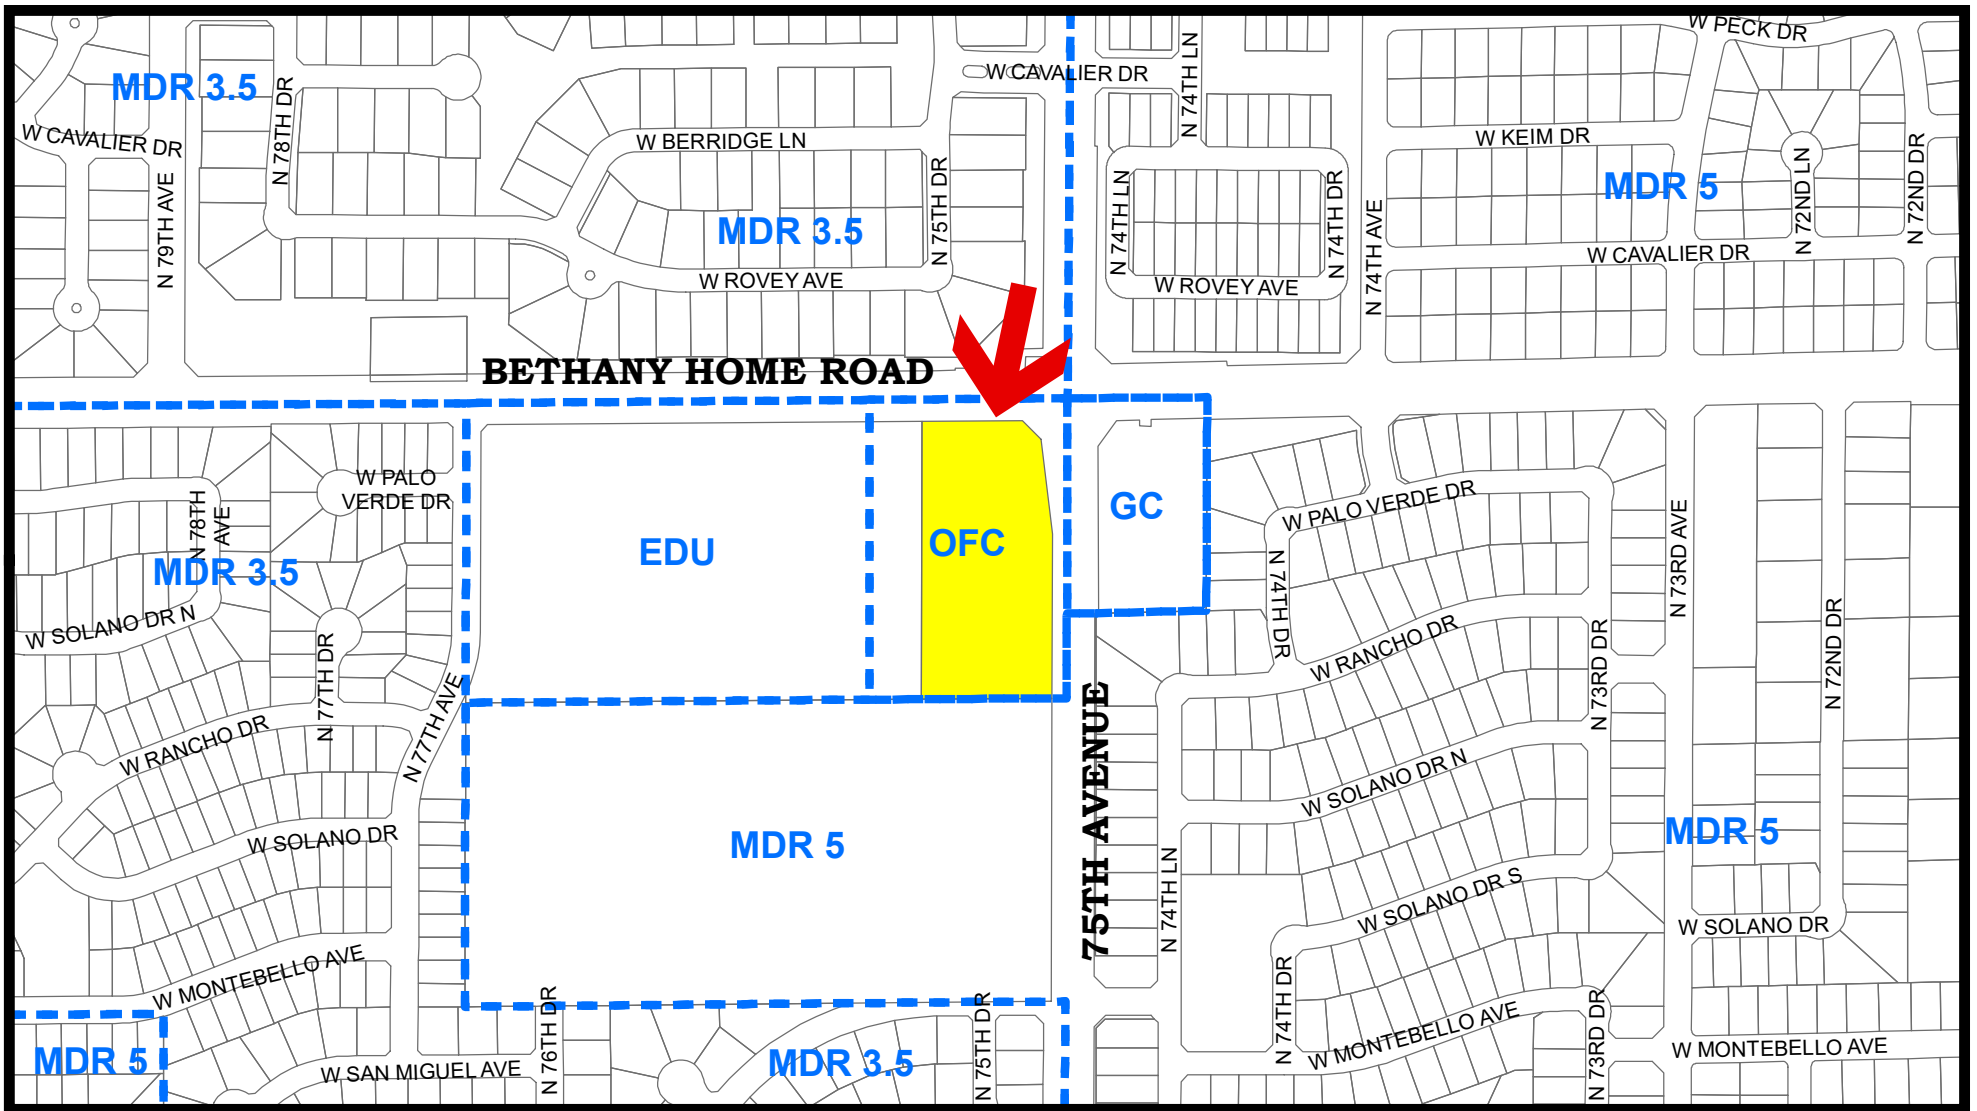 W PECK DR
W CAVALIER DR
MDR 3.5
N 78TH DR
N 74TH LN
W CAVALIER DR
W BERRIDGE LN
W KEIM DR
N 79TH AVE
N 75TH DR
N 74TH LN
N 74TH DR
N 74TH AVE
MDR 5
N 72ND LN
N 72ND DR
MDR 3.5
W CAVALIER DR
W ROVEY AVE
W ROVEY AVE
BETHANY HOME ROAD
W PALO
VERDE DR
N 78TH
AVE
W PALO VERDE DR
GC
OFC
EDU
MDR 3.5
N 74TH DR
N 73RD AVE
W SOLANO DR N
N 77TH DR
W RANCHO DR
N 73RD DR
N 72ND DR
N 77TH AVE
W RANCHO DR
75TH AVENUE
W SOLANO DR N
W SOLANO DR
MDR 5
MDR 5
N 74TH LN
W SOLANO DR S
W SOLANO DR
W MONTEBELLO AVE
N 76TH DR
N 75TH DR
N 74TH DR
N 73RD DR
W MONTEBELLO AVE
W MONTEBELLO AVE
MDR 5
W SAN MIGUEL AVE
MDR 3.5